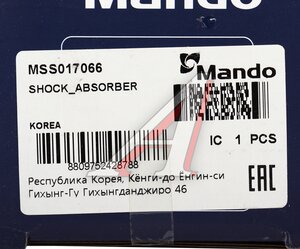 Mando
MSS017066
SHOCK_ABSORBER
Mando
KOREA
IC 1 PCS
8809752428788
EAC
Республика Корея, Кёнги-до Ёнгин-си
Гихынг-Гу Гихынгданджиро 46